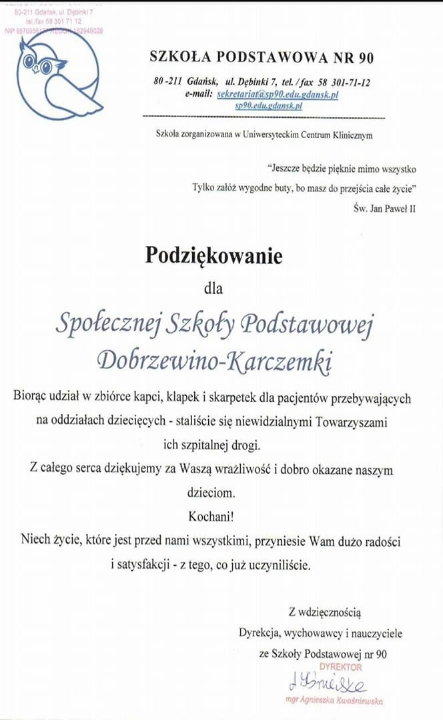 80-211 Gdańsk, ul. Dębinki 7
tel./fax 58 301 71 12
SZKOŁA PODSTAWOWA NR 90
80-211 Gdańsk, ul. Dębinki 7, tel./fax 58 301-71-12
e-mail: sekretariat@sp90.edu.gdansk.pl
sp90.edu.gdansk.pl
Szkoła zorganizowana w Uniwersyteckim Centrum Klinicznym
“Jeszcze będzie pięknie mimo wszystko
Tylko załóż wygodne buty, bo masz do przejścia całe życie”
Św. Jan Paweł II
Podziękowanie
dla
Społecznej Szkoły Podstawowej
Dobrzewino-Karczemki
Biorąc udział w zbiórce kapci, klapek i skarpetek dla pacjentów przebywających
na oddziałach dziecięcych - staliście się niewidzialnymi Towarzyszami
ich szpitalnej drogi.
Z całego serca dziękujemy za Waszą wrażliwość i dobro okazane naszym
dzieciom.
Kochani!
Niech życie, które jest przed nami wszystkimi, przyniesie Wam dużo radości
i satysfakcji - z tego, co już uczyniliście.
Z wdzięcznością
Dyrekcja, wychowawcy i nauczyciele
ze Szkoły Podstawowej nr 90
DYREKTOR
mgr Agnieszka Kwaśniewska